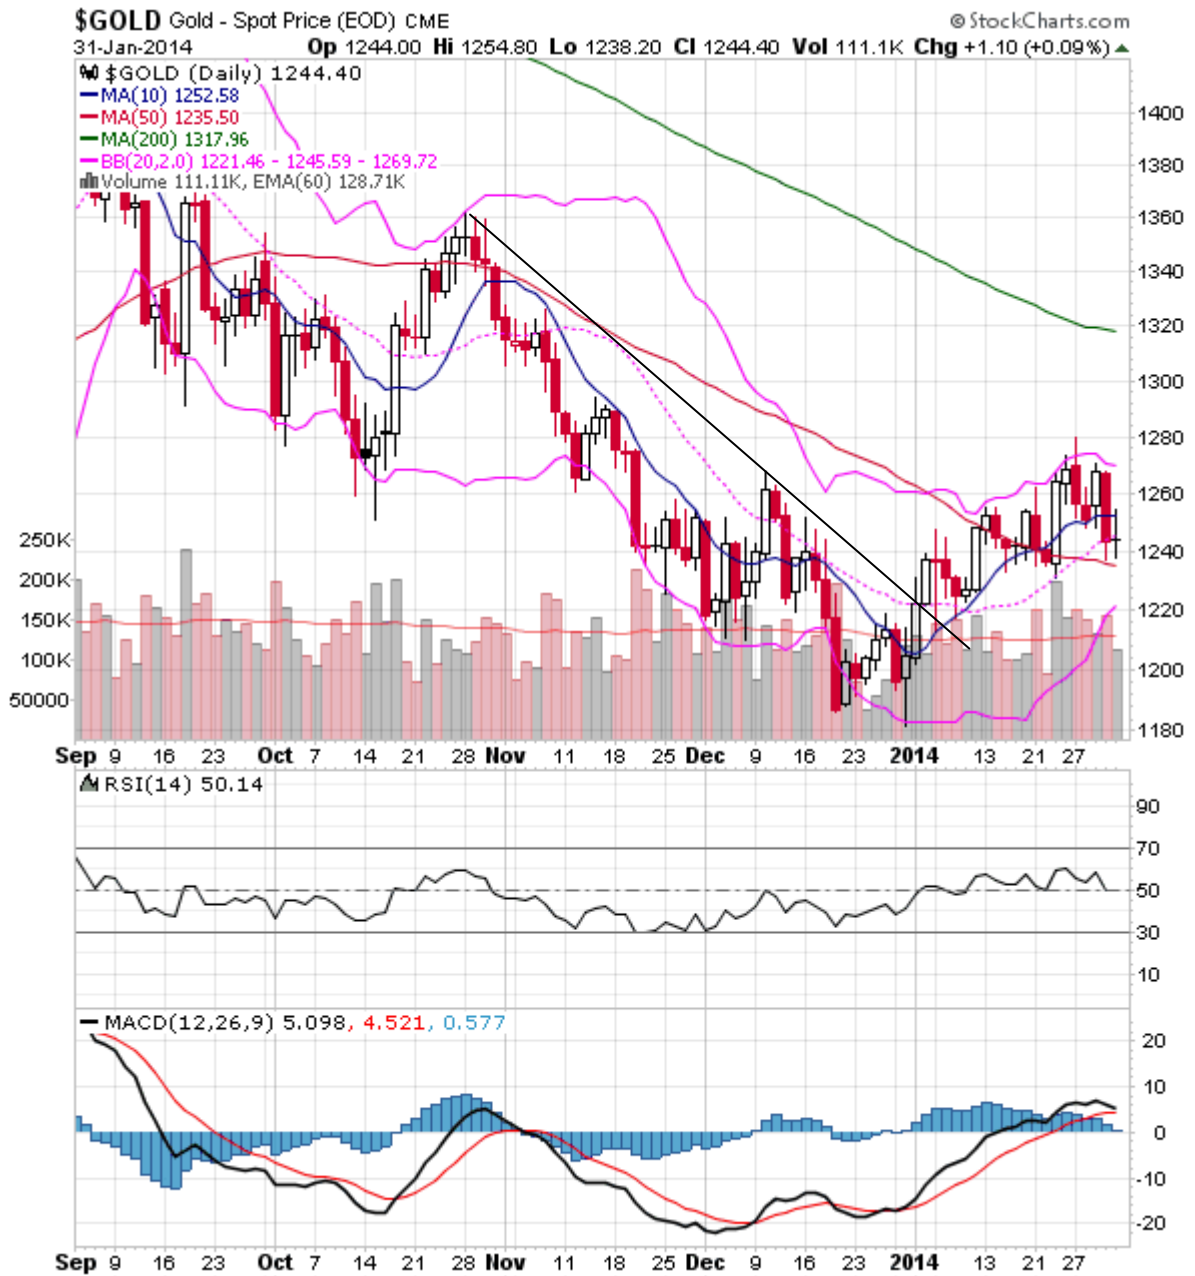 $GOLD Gold - Spot Price (EOD) CME © StockCharts.com
31-Jan-2014 Op 1244.00 Hi 1254.80 Lo 1238.20 Cl 1244.40 Vol 111.1K Chg +1.10 (+0.09%)
$GOLD (Daily) 1244.40
MA(10) 1252.58
MA(50) 1235.50
MA(200) 1317.96
BB(20,2.0) 1221.46 - 1245.59 - 1269.72
Volume 111.11K, EMA(60) 128.71K
1400
1380
1360
1340
1320
1300
1280
1260
1240
1220
1200
1180
250K
200K
150K
100K
50000
Sep 9 16 23 Oct 7 14 21 28 Nov 11 18 25 Dec 9 16 23 2014 13 21 27
RSI(14) 50.14
90
70
50
30
10
MACD(12,26,9) 5.098, 4.521, 0.577
20
10
0
-10
-20
Sep 9 16 23 Oct 7 14 21 28 Nov 11 18 25 Dec 9 16 23 2014 13 21 27